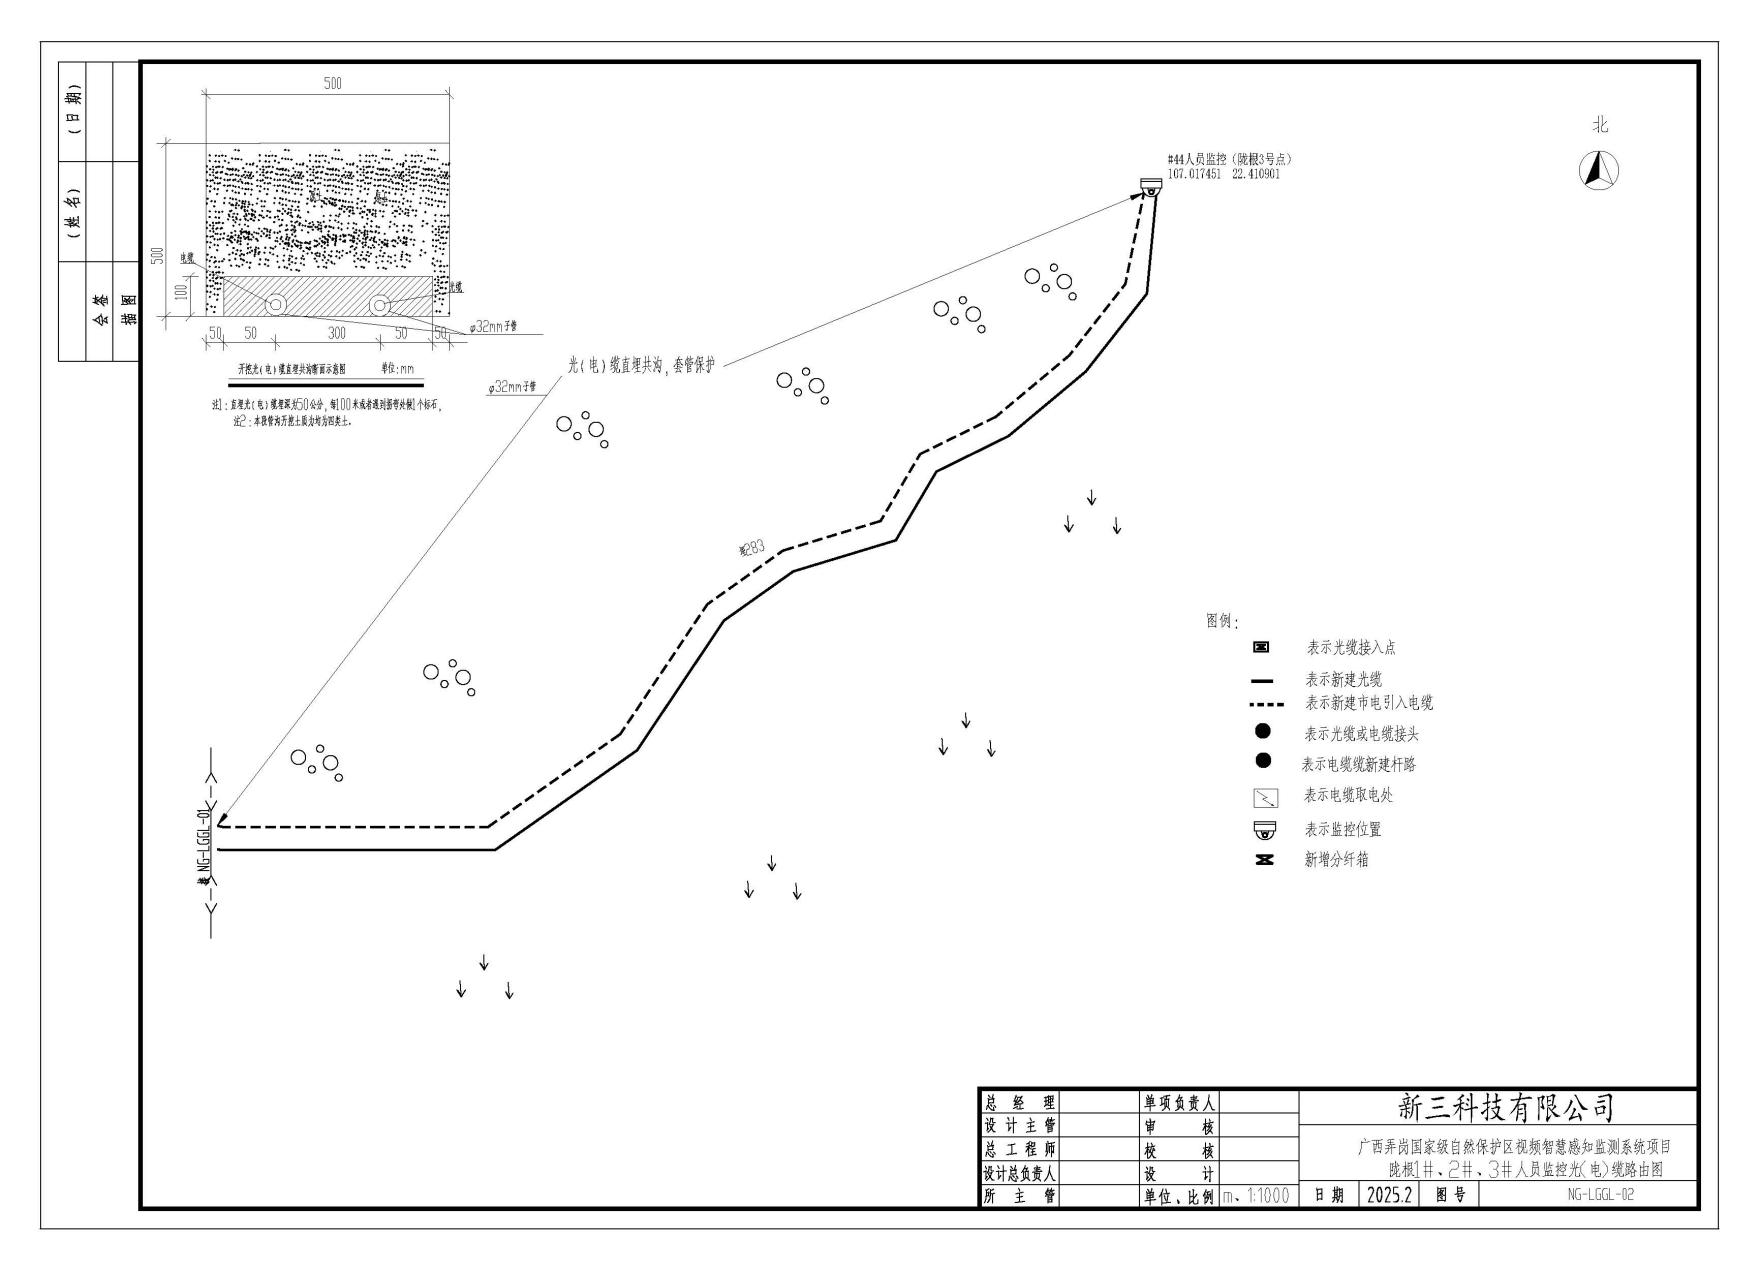 (日 期)
(姓 名)
会 签
描 图
500
500
100
电缆
光缆
原土
原土
50 50 300 50 50
φ32mm子管
开挖光(电)缆直埋共沟断面示意图 单位:mm
注1:直埋光(电)缆埋深为50公分,每100米或者遇到拐弯处做1个标石,
注2:本段管沟开挖土质为均为四类土。
φ32mm子管
光(电)缆直埋共沟,套管保护
#44人员监控(陇根3号点)
107.017451 22.410901
北
283
接 NG-LGGL-01
图例:
表示光缆接入点
表示新建光缆
表示新建市电引入电缆
表示光缆或电缆接头
表示电缆缆新建杆路
表示电缆取电处
表示监控位置
新增分纤箱
总 经 理 单项负责人
设 计 主 管 审 核
总 工 程 师 校 核
设计总负责人 设 计
所 主 管 单位、比例 m、1:1000
新三科技有限公司
广西弄岗国家级自然保护区视频智慧感知监测系统项目
陇根1#、2#、3#人员监控光(电)缆路由图
日 期 2025.2 图 号 NG-LGGL-02